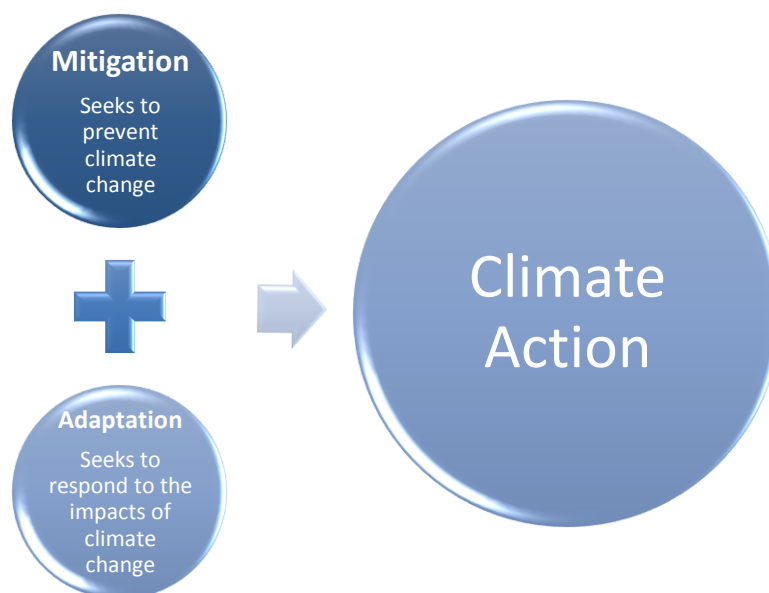 Mitigation
Seeks to
prevent
climate
change
Adaptation
Seeks to
respond to the
impacts of
climate
change
Climate
Action